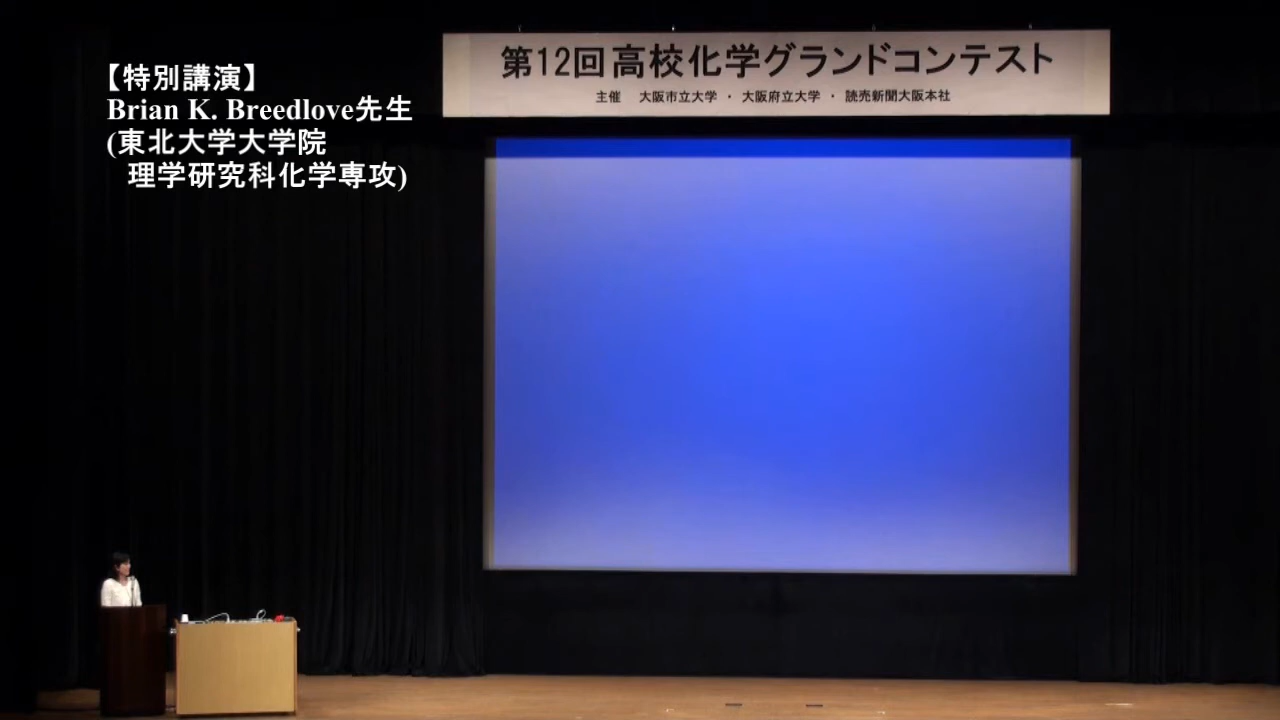 【特別講演】
Brian K. Breedlove先生
(東北大学大学院
理学研究科化学専攻)
第12回高校化学グランドコンテスト
主催 大阪市立大学 ・ 大阪府立大学 ・ 読売新聞大阪本社